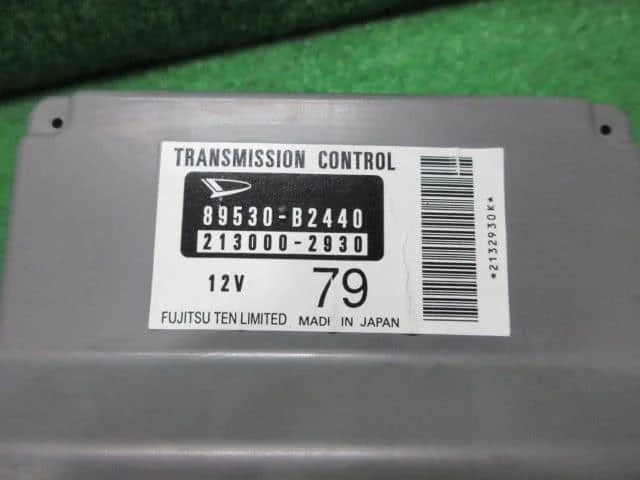 TRANSMISSION CONTROL
89530-B2440
213000-2930
12V 79
FUJITSU TEN LIMITED MADE IN JAPAN
*2132930K*